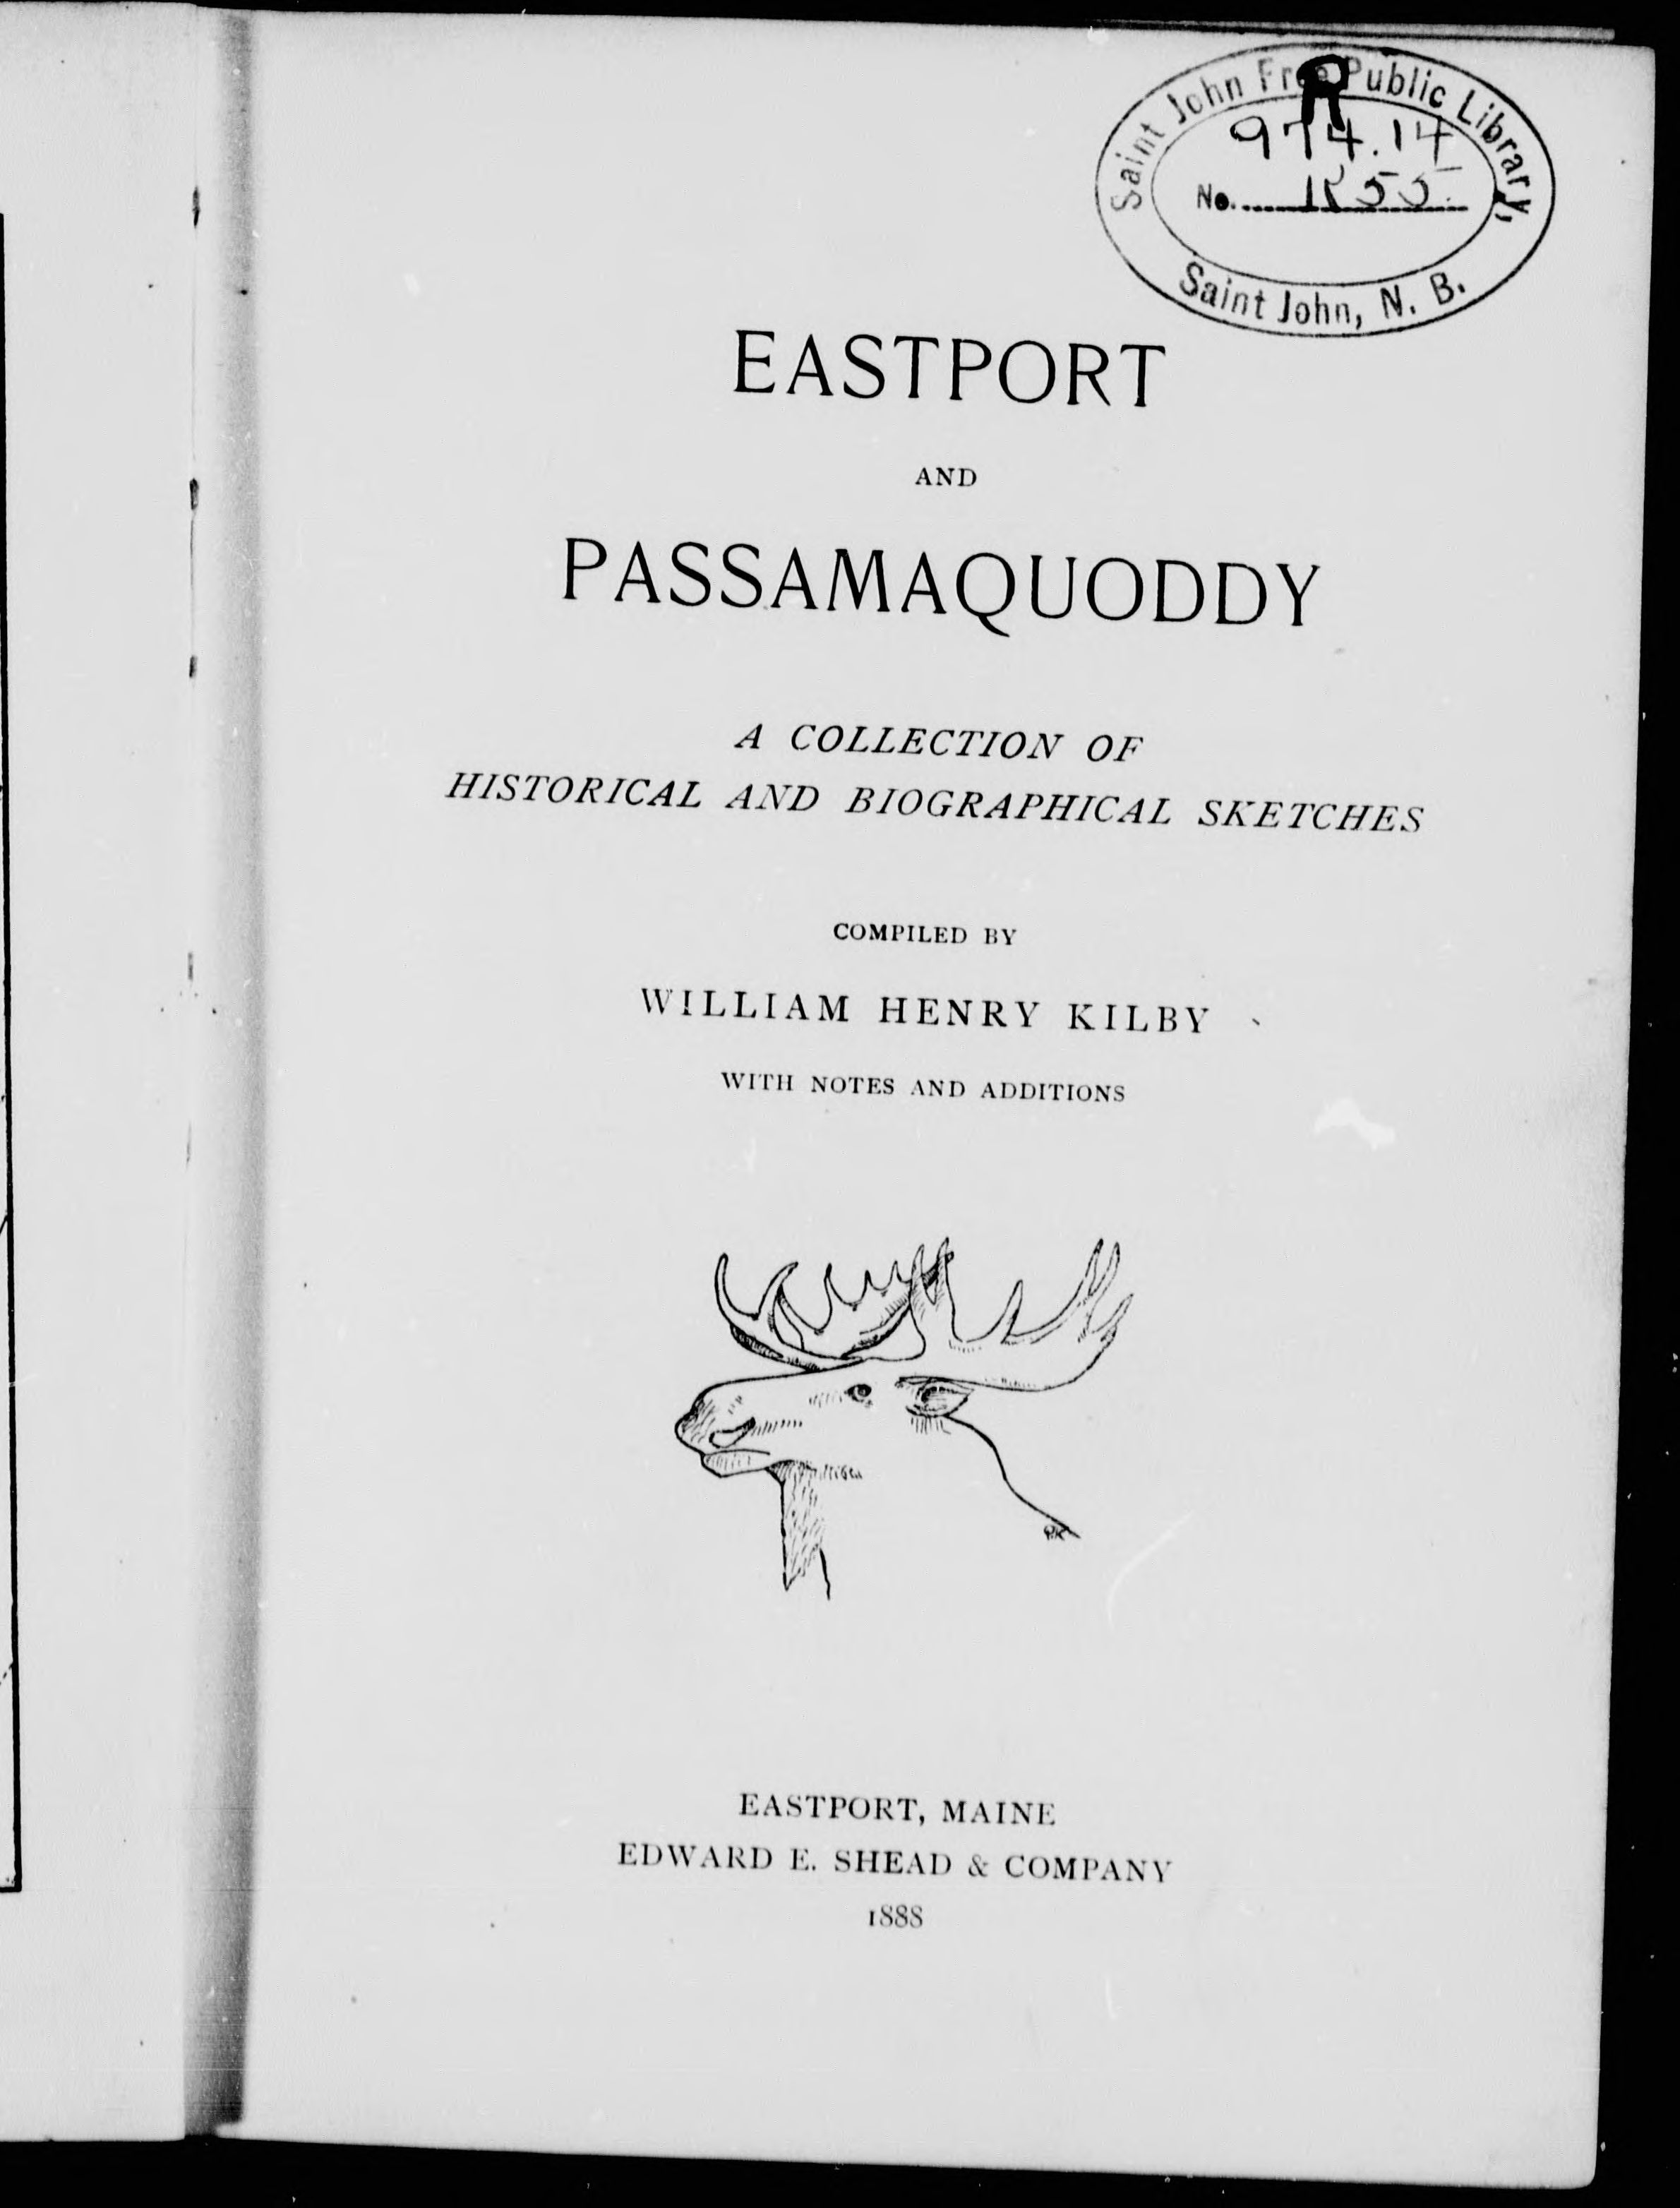 Saint John Free Public Library,
R
974.14
No.
Saint John, N. B.
EASTPORT
AND
PASSAMAQUODDY
A COLLECTION OF
HISTORICAL AND BIOGRAPHICAL SKETCHES
COMPILED BY
WILLIAM HENRY KILBY
WITH NOTES AND ADDITIONS
EASTPORT, MAINE
EDWARD E. SHEAD & COMPANY
1888